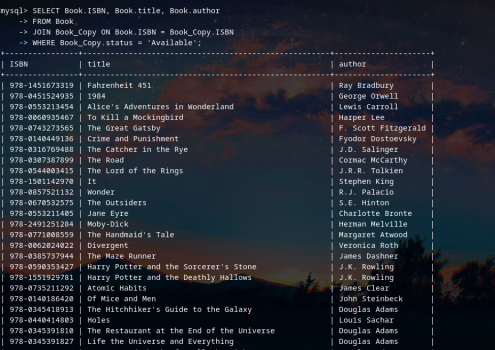 mysql> SELECT Book.ISBN, Book.title, Book.author
    -> FROM Book
    -> JOIN Book_Copy ON Book.ISBN = Book_Copy.ISBN
    -> WHERE Book_Copy.status = 'Available';
| ISBN | title | author |
| 978-1451673319 | Fahrenheit 451 | Ray Bradbury |
| 978-0451524935 | 1984 | George Orwell |
| 978-0553213454 | Alice's Adventures in Wonderland | Lewis Carroll |
| 978-0060935467 | To Kill a Mockingbird | Harper Lee |
| 978-0743273565 | The Great Gatsby | F. Scott Fitzgerald |
| 978-0140449136 | Crime and Punishment | Fyodor Dostoevsky |
| 978-0316769488 | The Catcher in the Rye | J.D. Salinger |
| 978-0307387899 | The Road | Cormac McCarthy |
| 978-0544003415 | The Lord of the Rings | J.R.R. Tolkien |
| 978-1501142970 | It | Stephen King |
| 978-0857521132 | Wonder | R.J. Palacio |
| 978-0670532575 | The Outsiders | S.E. Hinton |
| 978-0553211405 | Jane Eyre | Charlotte Bronte |
| 978-2491251284 | Moby-Dick | Herman Melville |
| 978-0771008559 | The Handmaid's Tale | Margaret Atwood |
| 978-0062024022 | Divergent | Veronica Roth |
| 978-0385737944 | The Maze Runner | James Dashner |
| 978-0590353427 | Harry Potter and the Sorcerer's Stone | J.K. Rowling |
| 978-1551929781 | Harry Potter and the Deathly Hallows | J.K. Rowling |
| 978-0735211292 | Atomic Habits | James Clear |
| 978-0140186420 | Of Mice and Men | John Steinbeck |
| 978-0345418913 | The Hitchhiker's Guide to the Galaxy | Douglas Adams |
| 978-0440414803 | Holes | Louis Sachar |
| 978-0345391810 | The Restaurant at the End of the Universe | Douglas Adams |
| 978-0345391827 | Life the Universe and Everything | Douglas Adams |